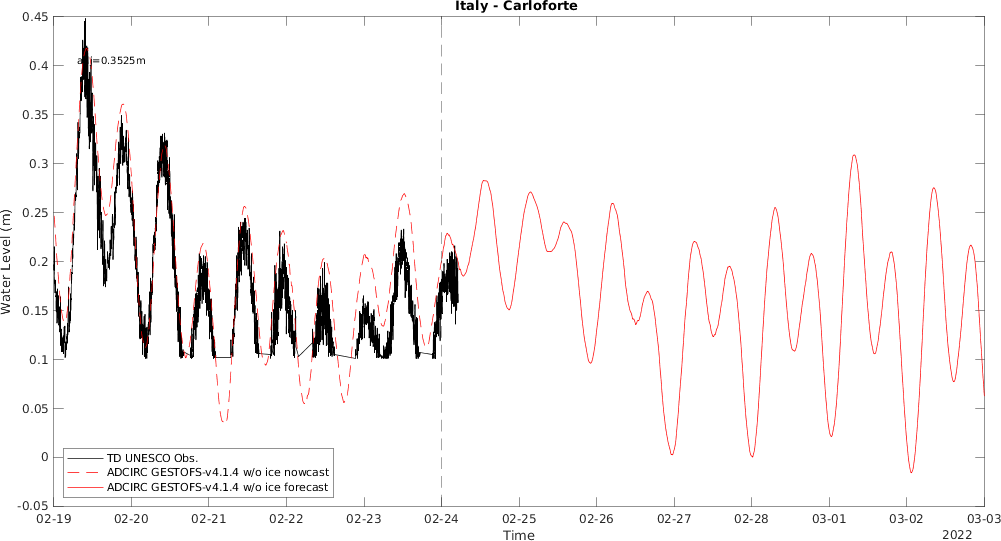 Italy - Carloforte
Water Level (m)
0.45
0.4
0.35
0.3
0.25
0.2
0.15
0.1
0.05
0
-0.05
=0.3525m
TD UNESCO Obs.
ADCIRC GESTOFS-v4.1.4 w/o ice nowcast
ADCIRC GESTOFS-v4.1.4 w/o ice forecast
02-19 02-20 02-21 02-22 02-23 02-24 02-25 02-26 02-27 02-28 03-01 03-02 03-03
Time
2022